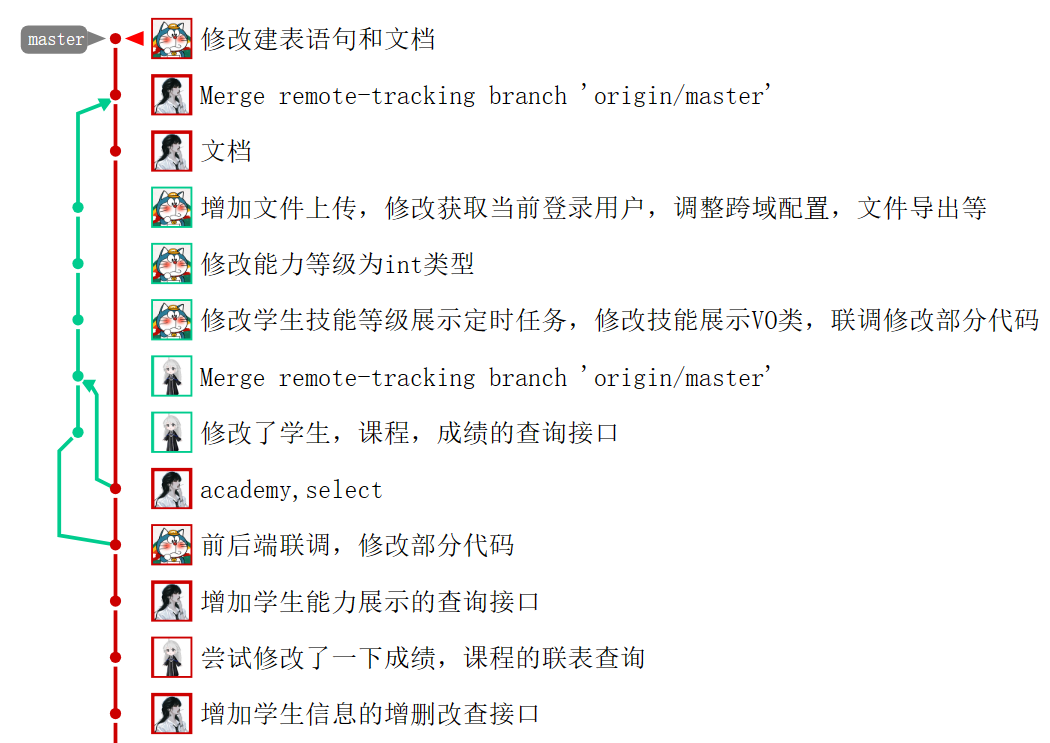 master
修改建表语句和文档
Merge remote-tracking branch 'origin/master'
文档
增加文件上传，修改获取当前登录用户，调整跨域配置，文件导出等
修改能力等级为int类型
修改学生技能等级展示定时任务，修改技能展示VO类，联调修改部分代码
Merge remote-tracking branch 'origin/master'
修改了学生，课程，成绩的查询接口
academy,select
前后端联调，修改部分代码
增加学生能力展示的查询接口
尝试修改了一下成绩，课程的联表查询
增加学生信息的增删改查接口